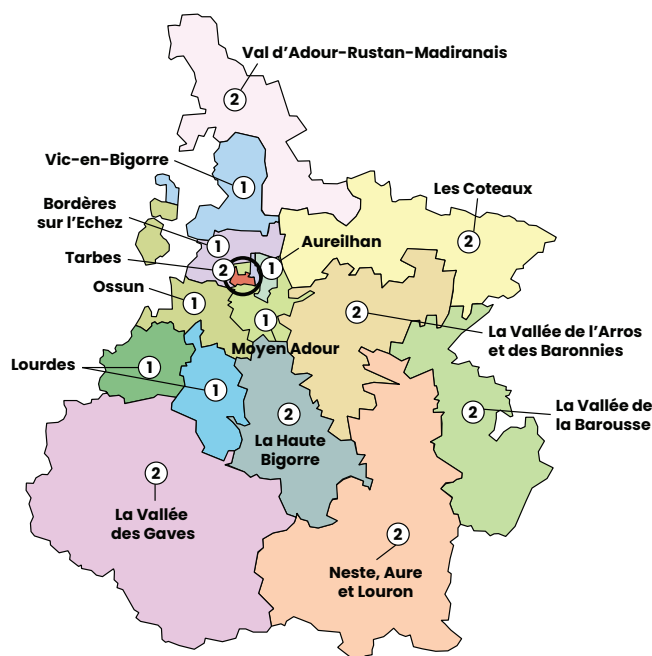 Val d'Adour-Rustan-Madiranais
2
Vic-en-Bigorre
1
Les Coteaux
2
Bordères
sur l'Echez
1
Aureilhan
1
Tarbes
2
Ossun
1
1
Moyen Adour
2
La Vallée de l'Arros
et des Baronnies
Lourdes
1
1
2
La Haute
Bigorre
2
La Vallée de
la Barousse
2
La Vallée
des Gaves
2
Neste, Aure
et Louron